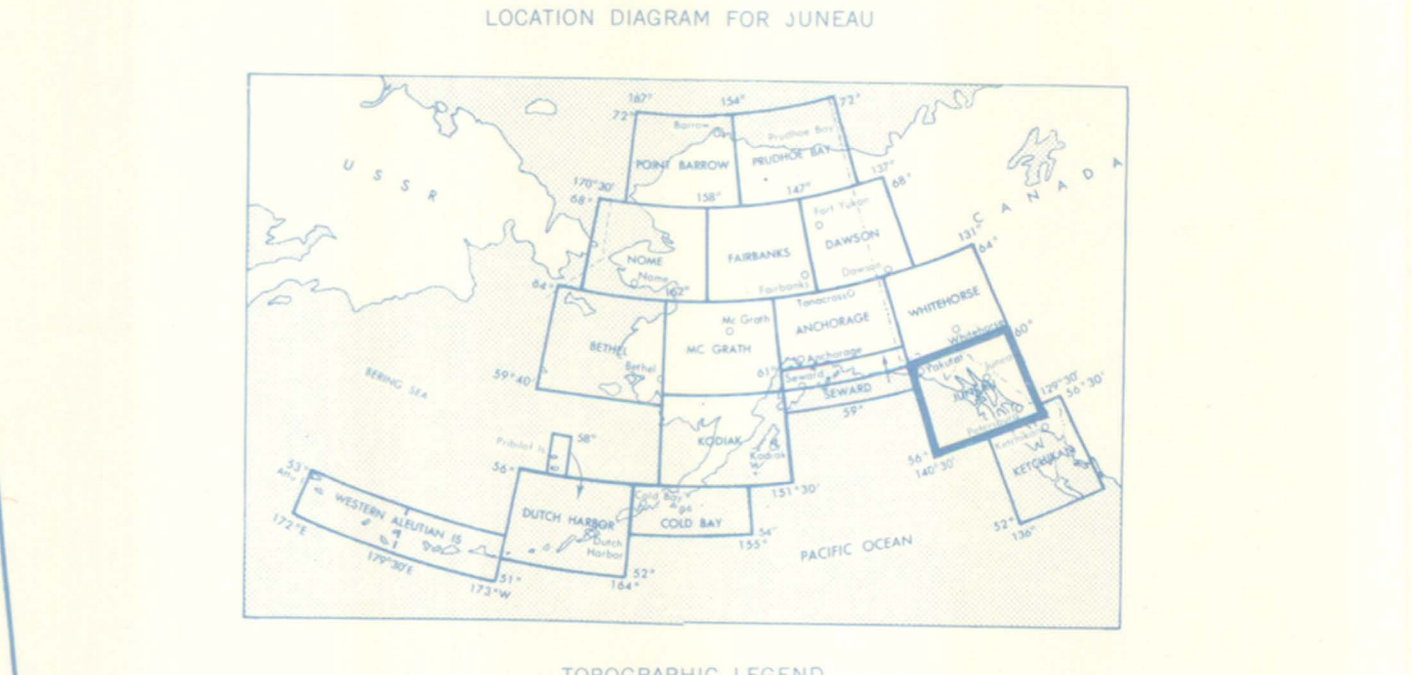 LOCATION DIAGRAM FOR JUNEAU
167°
154°
72°
72°
Barrow
Prudhoe Bay
POINT BARROW
PRUDHOE BAY
U S S R
C A N A D A
170°30'
68°
158°
147°
137°
68°
Fort Yukon
DAWSON
131°
64°
NOME
Nome
FAIRBANKS
Fairbanks
Dawson
64°
162°
Tanacross
WHITEHORSE
Whitehorse
60°
Mc Grath
ANCHORAGE
BETHEL
Bethel
MC GRATH
61°
Anchorage
Seward
SEWARD
59°
59°40'
BERING SEA
Yakutat
Juneau
JUNEAU
129°30'
56°30'
KODIAK
Kodiak
Ketchikan
KETCHIKAN
56°
140°30'
Pribilof Is
58°
56°
53°
WESTERN ALEUTIAN IS
172°E
179°30'E
51°
173°W
DUTCH HARBOR
Dutch
Harbor
52°
164°
Cold Bay
COLD BAY
54°
155°
151°30'
PACIFIC OCEAN
52°
136°
TOPOGRAPHIC LEGEND